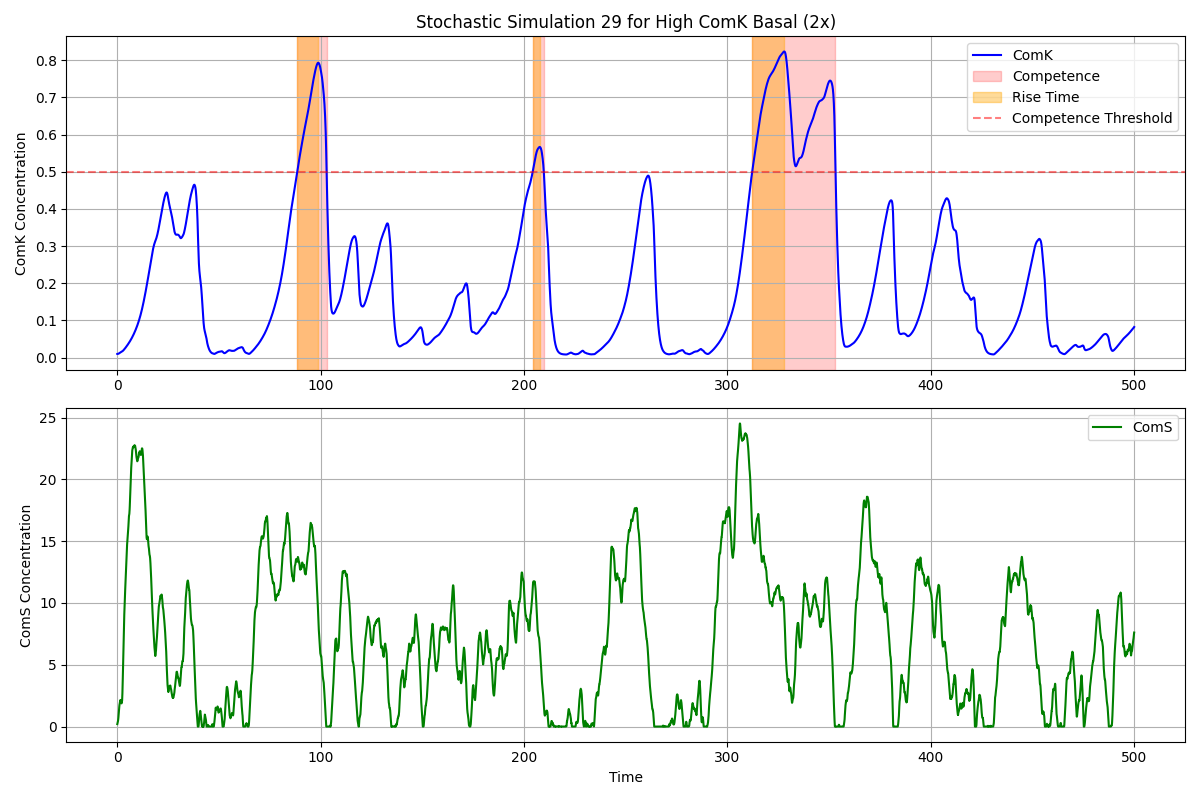 Stochastic Simulation 29 for High ComK Basal (2x)
ComK Concentration
0.8
0.7
0.6
0.5
0.4
0.3
0.2
0.1
0.0
ComK
Competence
Rise Time
Competence Threshold
0 100 200 300 400 500
ComS Concentration
25
20
15
10
5
0
ComS
0 100 200 300 400 500
Time